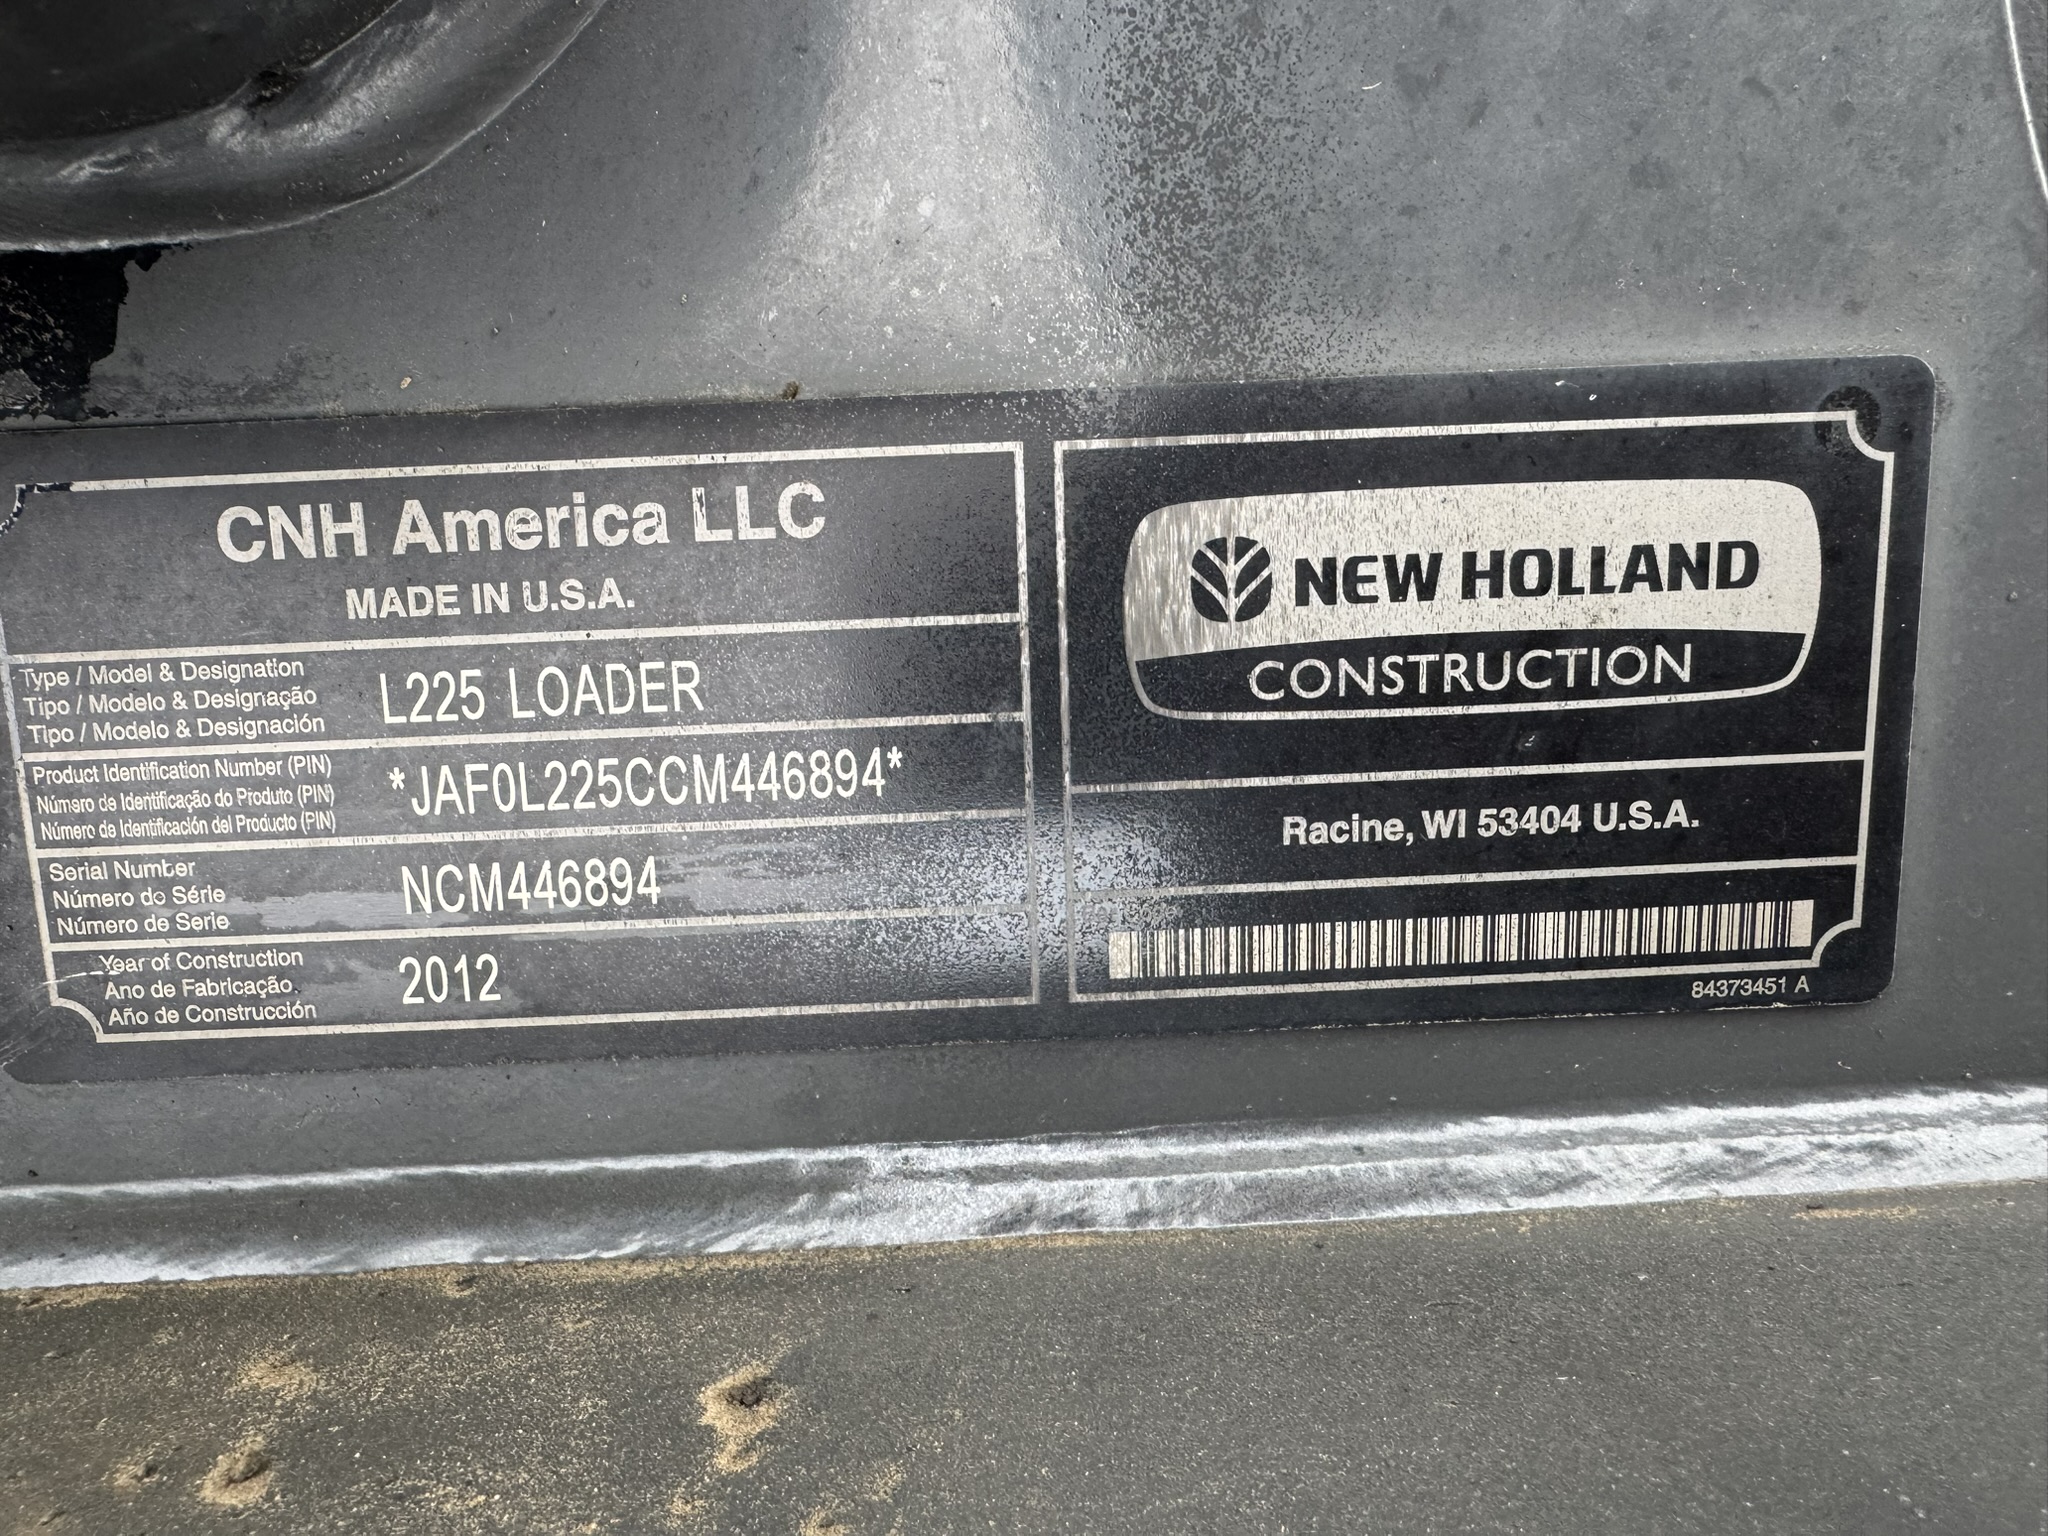 CNH America LLC
MADE IN U.S.A.
Type / Model & Designation
Tipo / Modelo & Designação
Tipo / Modelo & Designación
L225 LOADER
Product Identification Number (PIN)
Número de Identificação do Produto (PIN)
Número de Identificación del Producto (PIN)
*JAF0L225CCM446894*
Serial Number
Número do Série
Número de Serie
NCM446894
Year of Construction
Ano de Fabricação
Año de Construcción
2012
NEW HOLLAND
CONSTRUCTION
Racine, WI 53404 U.S.A.
84373451 A